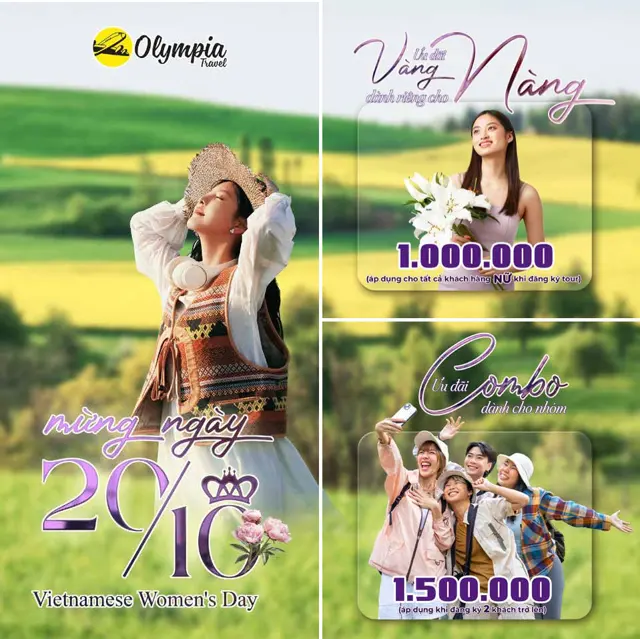 Olympia
Travel
mừng ngày
20/10
Vietnamese Women's Day
Ưu đãi
Vàng
dành riêng cho
Nàng
1.000.000
(áp dụng cho tất cả khách hàng NỮ khi đăng ký tour)
Ưu đãi
Combo
dành cho nhóm
1.500.000
(áp dụng khi đăng ký 2 khách trở lên)